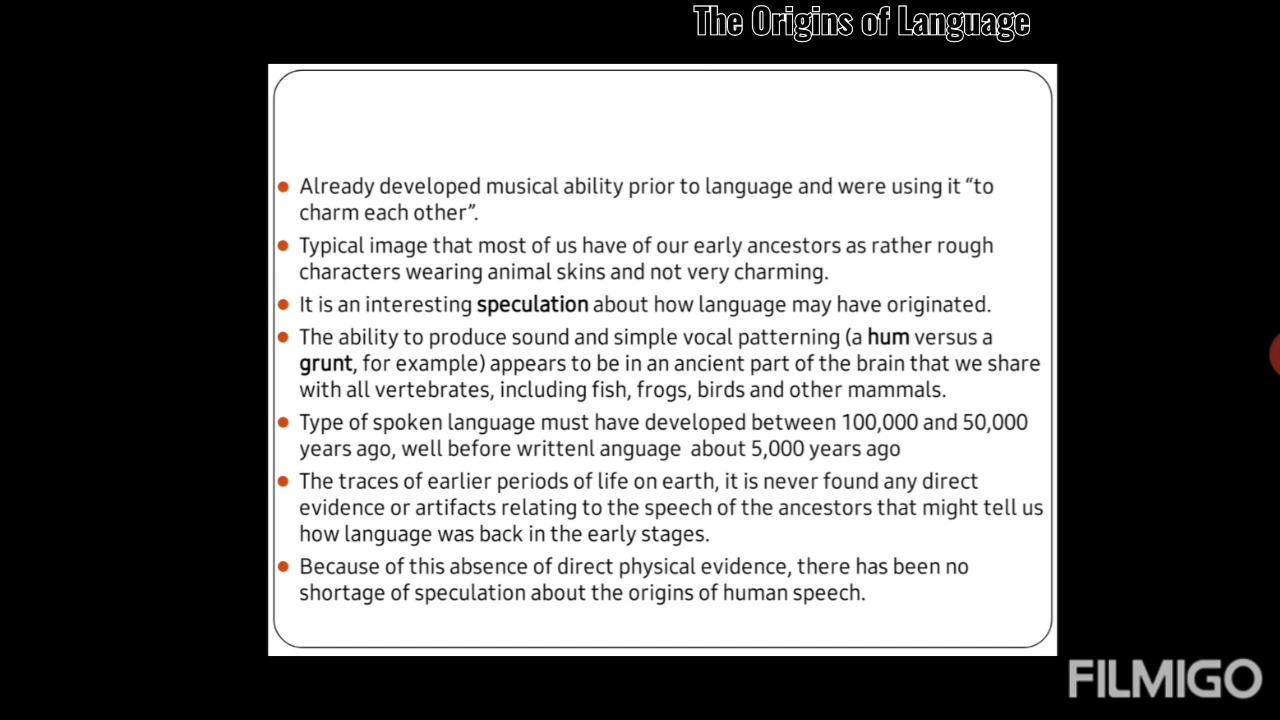 The Origins of Language
Already developed musical ability prior to language and were using it “to
charm each other”.
Typical image that most of us have of our early ancestors as rather rough
characters wearing animal skins and not very charming.
It is an interesting speculation about how language may have originated.
The ability to produce sound and simple vocal patterning (a hum versus a
grunt, for example) appears to be in an ancient part of the brain that we share
with all vertebrates, including fish, frogs, birds and other mammals.
Type of spoken language must have developed between 100,000 and 50,000
years ago, well before writtenl anguage about 5,000 years ago
The traces of earlier periods of life on earth, it is never found any direct
evidence or artifacts relating to the speech of the ancestors that might tell us
how language was back in the early stages.
Because of this absence of direct physical evidence, there has been no
shortage of speculation about the origins of human speech.
FILMIGO